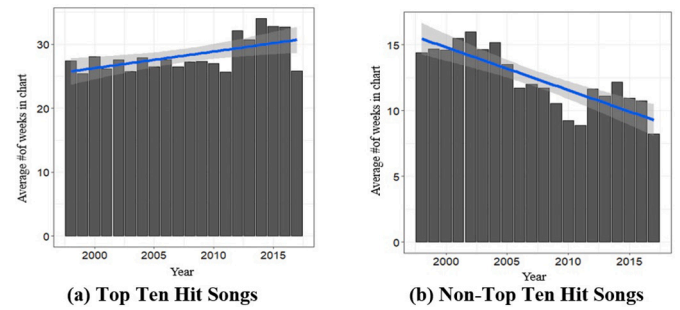 30
20
10
0
Average #of weeks in chart
2000 2005 2010 2015
Year
(a) Top Ten Hit Songs
15
10
5
0
Average #of weeks in chart
2000 2005 2010 2015
Year
(b) Non-Top Ten Hit Songs